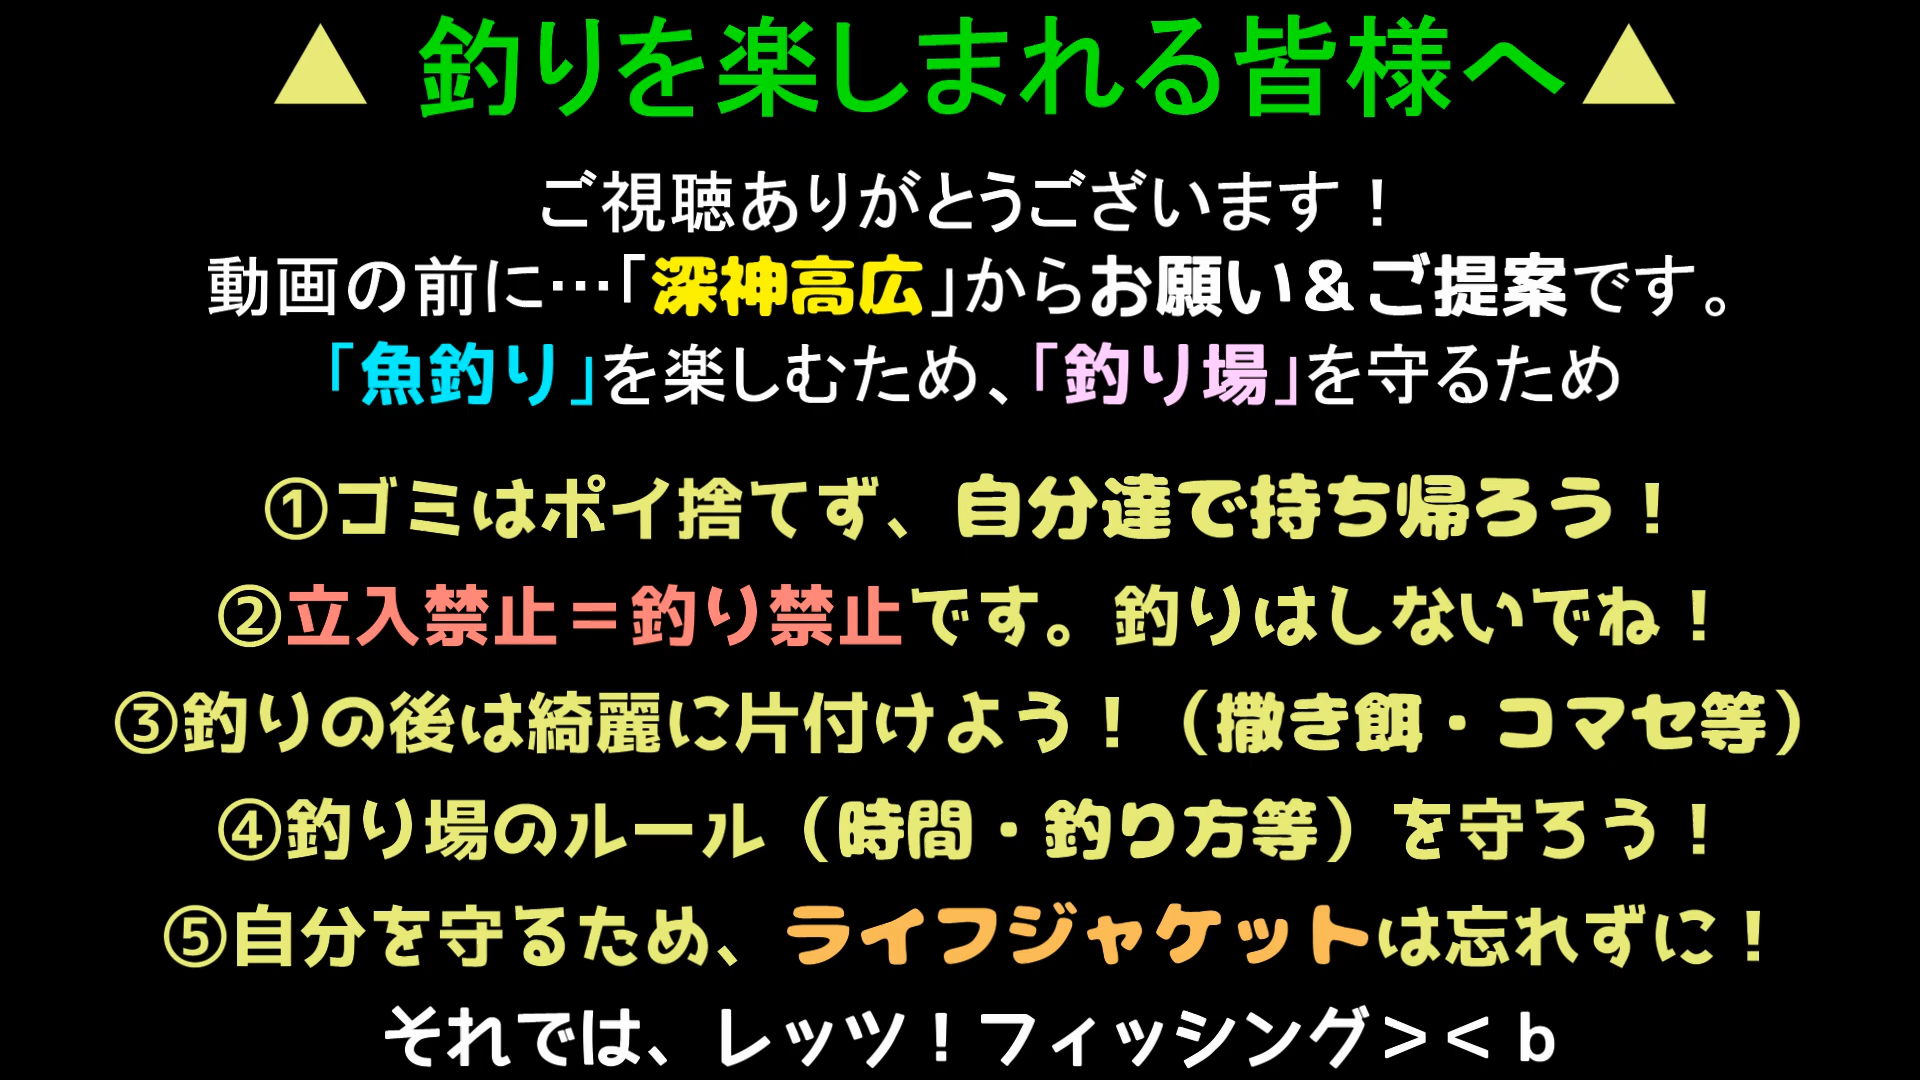 ▲ 釣りを楽しまれる皆様へ▲
ご視聴ありがとうございます！
動画の前に…「深神高広」からお願い＆ご提案です。
「魚釣り」を楽しむため、「釣り場」を守るため
①ゴミはポイ捨てず、自分達で持ち帰ろう！
②立入禁止＝釣り禁止です。釣りはしないでね！
③釣りの後は綺麗に片付けよう！（撒き餌・コマセ等）
④釣り場のルール（時間・釣り方等）を守ろう！
⑤自分を守るため、ライフジャケットは忘れずに！
それでは、レッツ！フィッシング＞＜ｂ